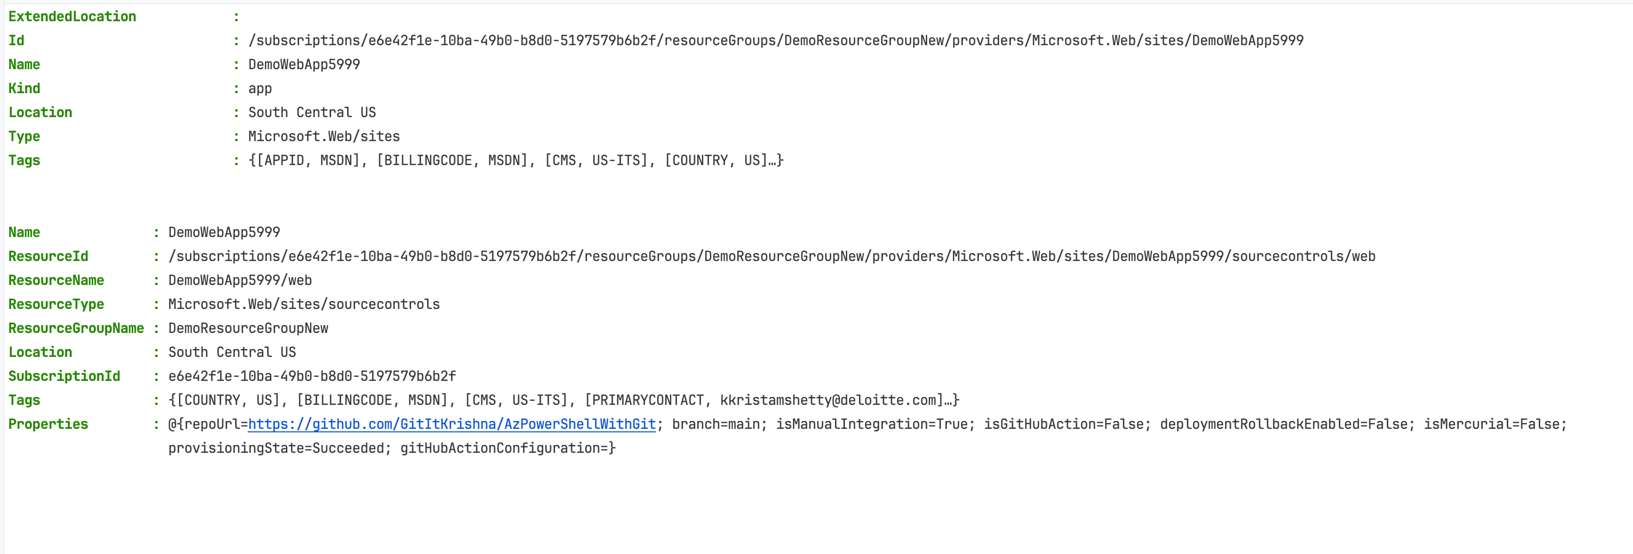 ExtendedLocation :
Id : /subscriptions/e6e42f1e-10ba-49b0-b8d0-5197579b6b2f/resourceGroups/DemoResourceGroupNew/providers/Microsoft.Web/sites/DemoWebApp5999
Name : DemoWebApp5999
Kind : app
Location : South Central US
Type : Microsoft.Web/sites
Tags : {[APPID, MSDN], [BILLINGCODE, MSDN], [CMS, US-ITS], [COUNTRY, US]…}
Name : DemoWebApp5999
ResourceId : /subscriptions/e6e42f1e-10ba-49b0-b8d0-5197579b6b2f/resourceGroups/DemoResourceGroupNew/providers/Microsoft.Web/sites/DemoWebApp5999/sourcecontrols/web
ResourceName : DemoWebApp5999/web
ResourceType : Microsoft.Web/sites/sourcecontrols
ResourceGroupName : DemoResourceGroupNew
Location : South Central US
SubscriptionId : e6e42f1e-10ba-49b0-b8d0-5197579b6b2f
Tags : {[COUNTRY, US], [BILLINGCODE, MSDN], [CMS, US-ITS], [PRIMARYCONTACT, kkristamshetty@deloitte.com]…}
Properties : @{repoUrl=https://github.com/GitItKrishna/AzPowerShellWithGit; branch=main; isManualIntegration=True; isGitHubAction=False; deploymentRollbackEnabled=False; isMercurial=False;
provisioningState=Succeeded; gitHubActionConfiguration=}